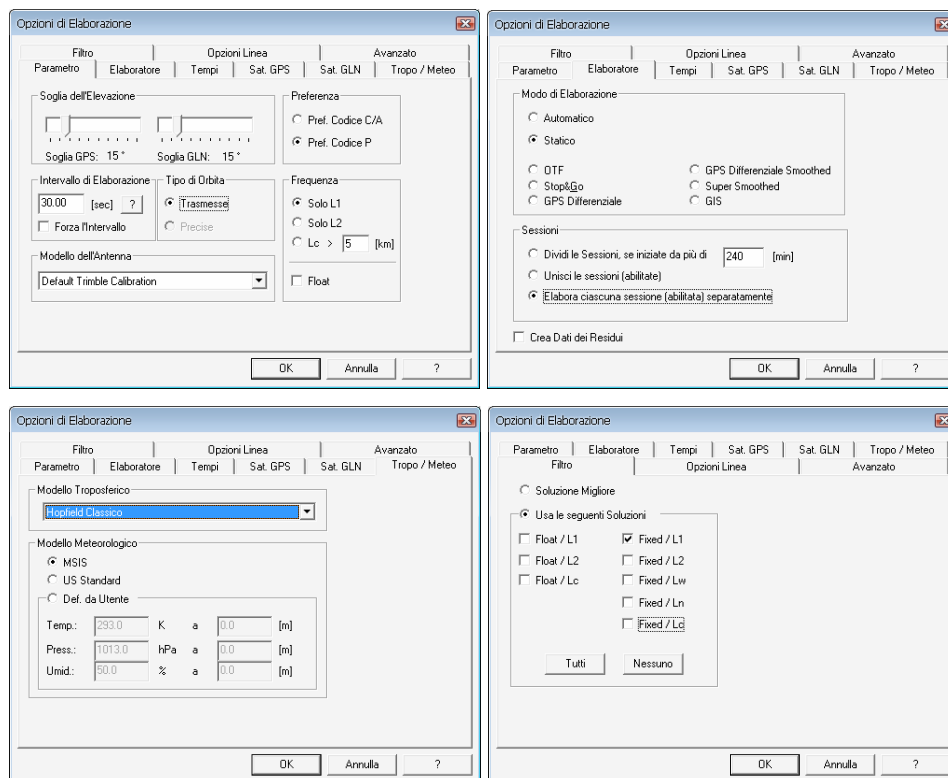 Opzioni di Elaborazione
Filtro Opzioni Linea Avanzato
Parametro Elaboratore Tempi Sat. GPS Sat. GLN Tropo / Meteo
Soglia dell'Elevazione
Soglia GPS: 15 °
Soglia GLN: 15 °
Preferenza
Pref. Codice C/A
Pref. Codice P
Intervallo di Elaborazione
30.00 [sec] ?
Forza l'Intervallo
Tipo di Orbita
Trasmesse
Precise
Frequenza
Solo L1
Solo L2
Lc > 5 [km]
Float
Modello dell'Antenna
Default Trimble Calibration
OK Annulla ?
Opzioni di Elaborazione
Filtro Opzioni Linea Avanzato
Parametro Elaboratore Tempi Sat. GPS Sat. GLN Tropo / Meteo
Modo di Elaborazione
Automatico
Statico
OTF GPS Differenziale Smoothed
Stop&Go Super Smoothed
GPS Differenziale GIS
Sessioni
Dividi le Sessioni, se iniziate da più di 240 [min]
Unisci le sessioni (abilitate)
Elabora ciascuna sessione (abilitata) separatamente
Crea Dati dei Residui
OK Annulla ?
Opzioni di Elaborazione
Filtro Opzioni Linea Avanzato
Parametro Elaboratore Tempi Sat. GPS Sat. GLN Tropo / Meteo
Modello Troposferico
Hopfield Classico
Modello Meteorologico
MSIS
US Standard
Def. da Utente
Temp.: 293.0 K a 0.0 [m]
Press.: 1013.0 hPa a 0.0 [m]
Umid.: 50.0 % a 0.0 [m]
OK Annulla ?
Opzioni di Elaborazione
Parametro Elaboratore Tempi Sat. GPS Sat. GLN Tropo / Meteo
Filtro Opzioni Linea Avanzato
Soluzione Migliore
Usa le seguenti Soluzioni
Float / L1 Fixed / L1
Float / L2 Fixed / L2
Float / Lc Fixed / Lw
Fixed / Ln
Fixed / Lc
Tutti Nessuno
OK Annulla ?